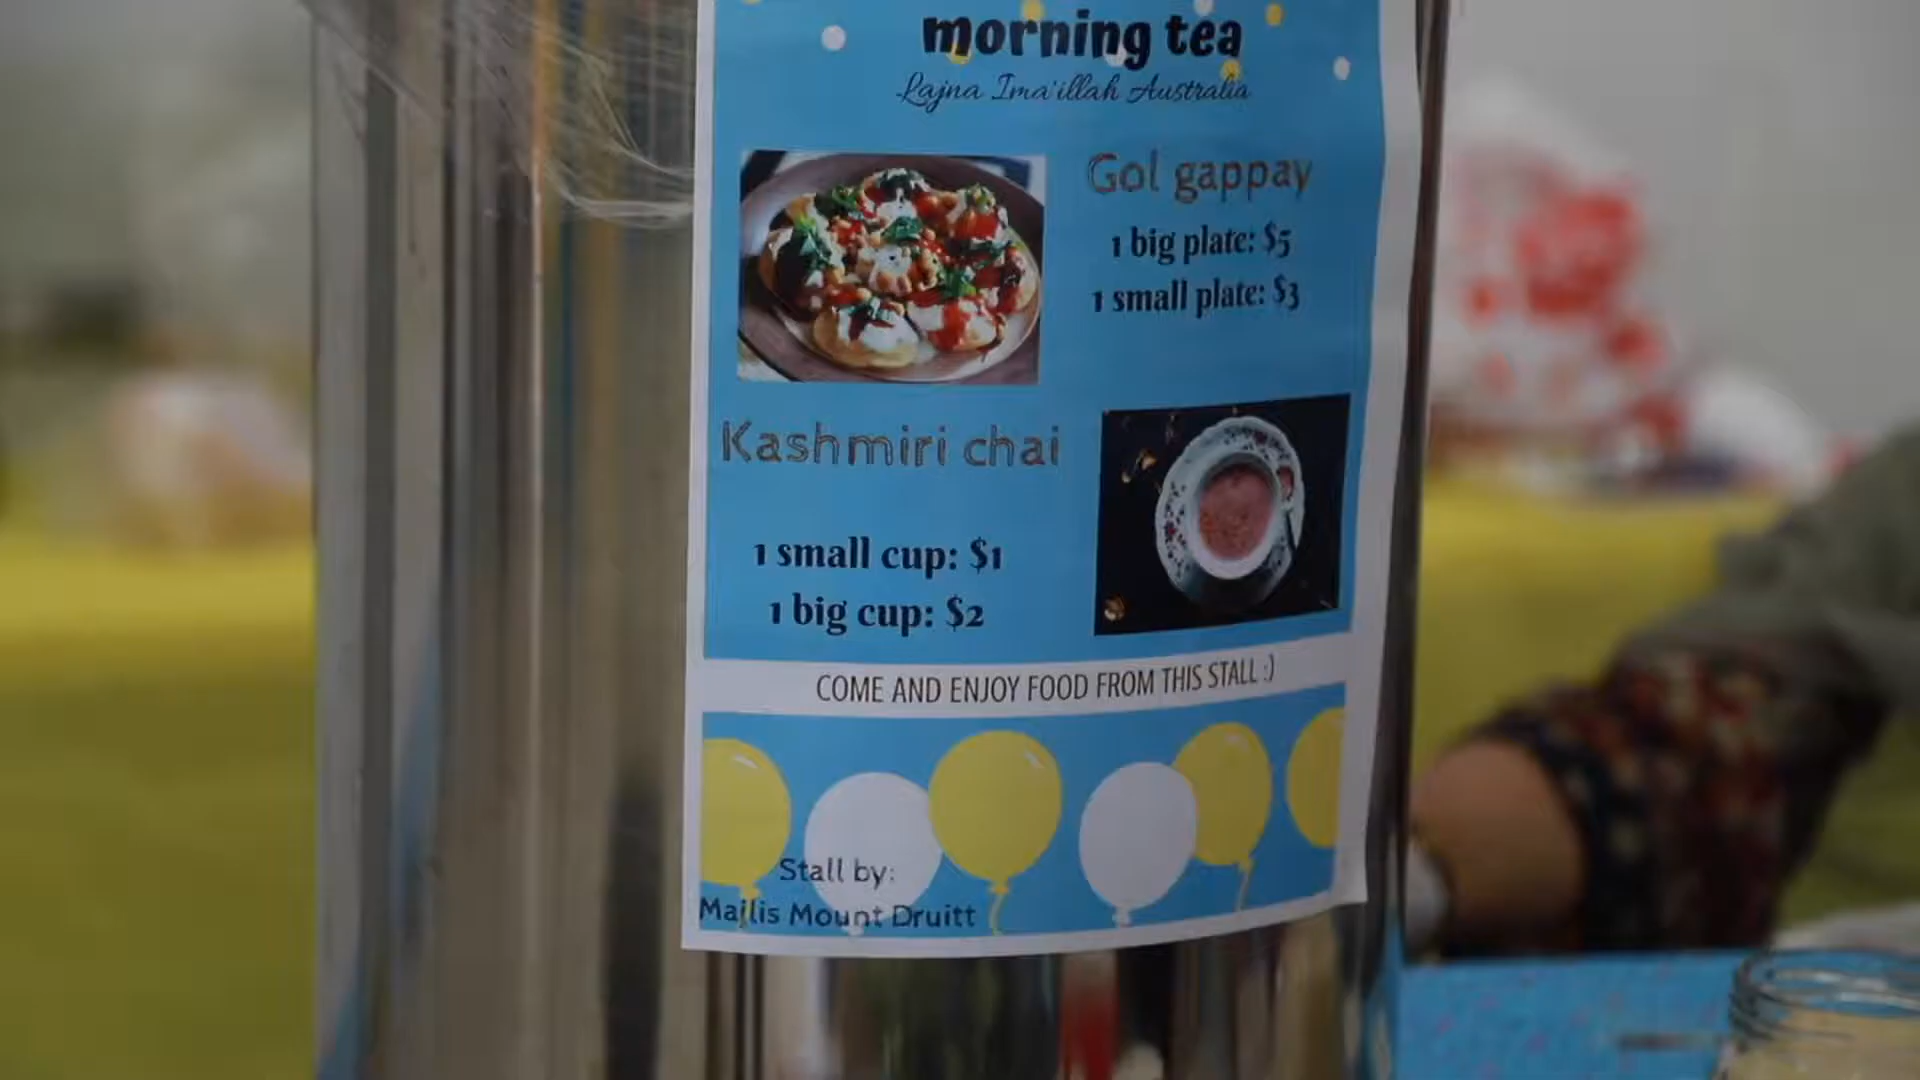 morning tea
Lajna Ima'illah Australia
Gol gappay
1 big plate: $5
1 small plate: $3
Kashmiri chai
1 small cup: $1
1 big cup: $2
COME AND ENJOY FOOD FROM THIS STALL :)
Stall by:
Majlis Mount Druitt